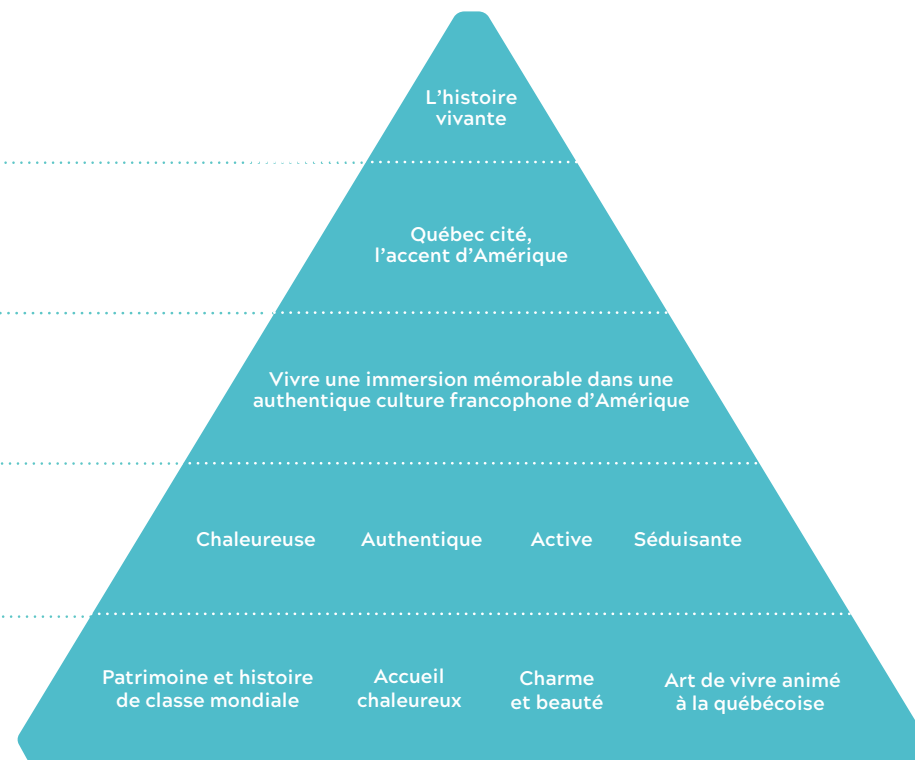 L'histoire
vivante
Québec cité,
l'accent d'Amérique
Vivre une immersion mémorable dans une
authentique culture francophone d'Amérique
Chaleureuse Authentique Active Séduisante
Patrimoine et histoire
de classe mondiale
Accueil
chaleureux
Charme
et beauté
Art de vivre animé
à la québécoise